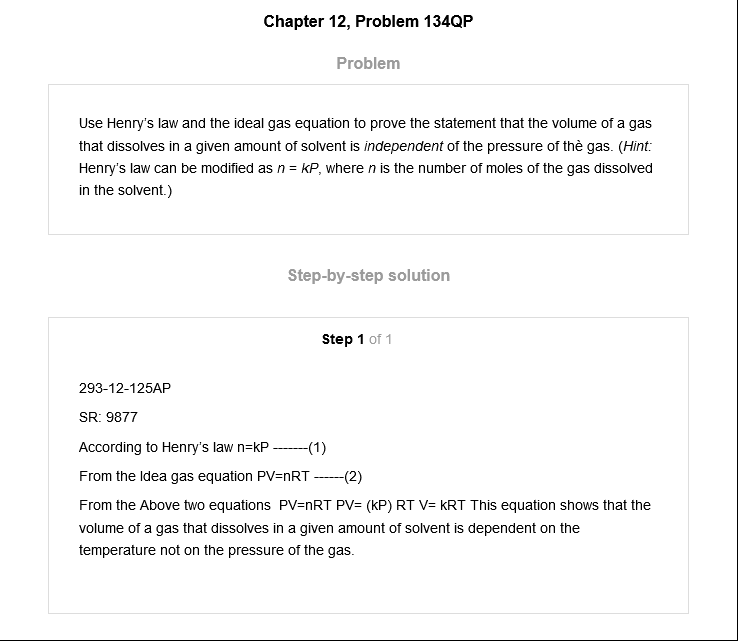 Chapter 12, Problem 134QP
Problem
Use Henry's law and the ideal gas equation to prove the statement that the volume of a gas
that dissolves in a given amount of solvent is independent of the pressure of thè gas. (Hint:
Henry's law can be modified as n = kP, where n is the number of moles of the gas dissolved
in the solvent.)
Step-by-step solution
Step 1 of 1
293-12-125AP
SR: 9877
According to Henry's law n=kP -------(1)
From the Idea gas equation PV=nRT ------(2)
From the Above two equations  PV=nRT PV= (kP) RT V= kRT This equation shows that the
volume of a gas that dissolves in a given amount of solvent is dependent on the
temperature not on the pressure of the gas.